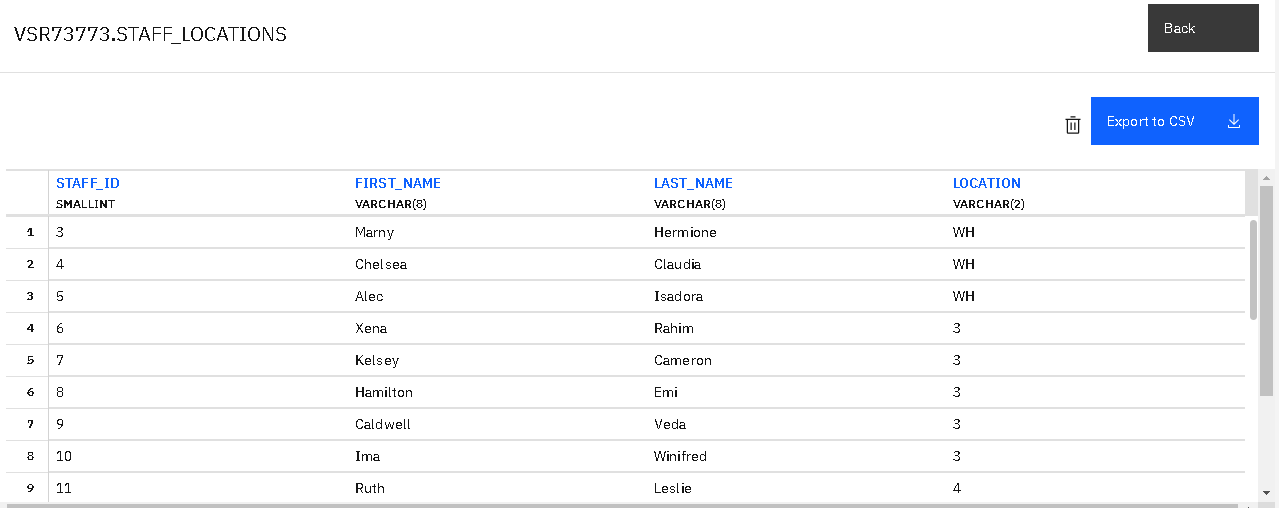 VSR73773.STAFF_LOCATIONS
Back
Export to CSV
STAFF_ID FIRST_NAME LAST_NAME LOCATION
SMALLINT VARCHAR(8) VARCHAR(8) VARCHAR(2)
1 3 Marny Hermione WH
2 4 Chelsea Claudia WH
3 5 Alec Isadora WH
4 6 Xena Rahim 3
5 7 Kelsey Cameron 3
6 8 Hamilton Emi 3
7 9 Caldwell Veda 3
8 10 Ima Winifred 3
9 11 Ruth Leslie 4